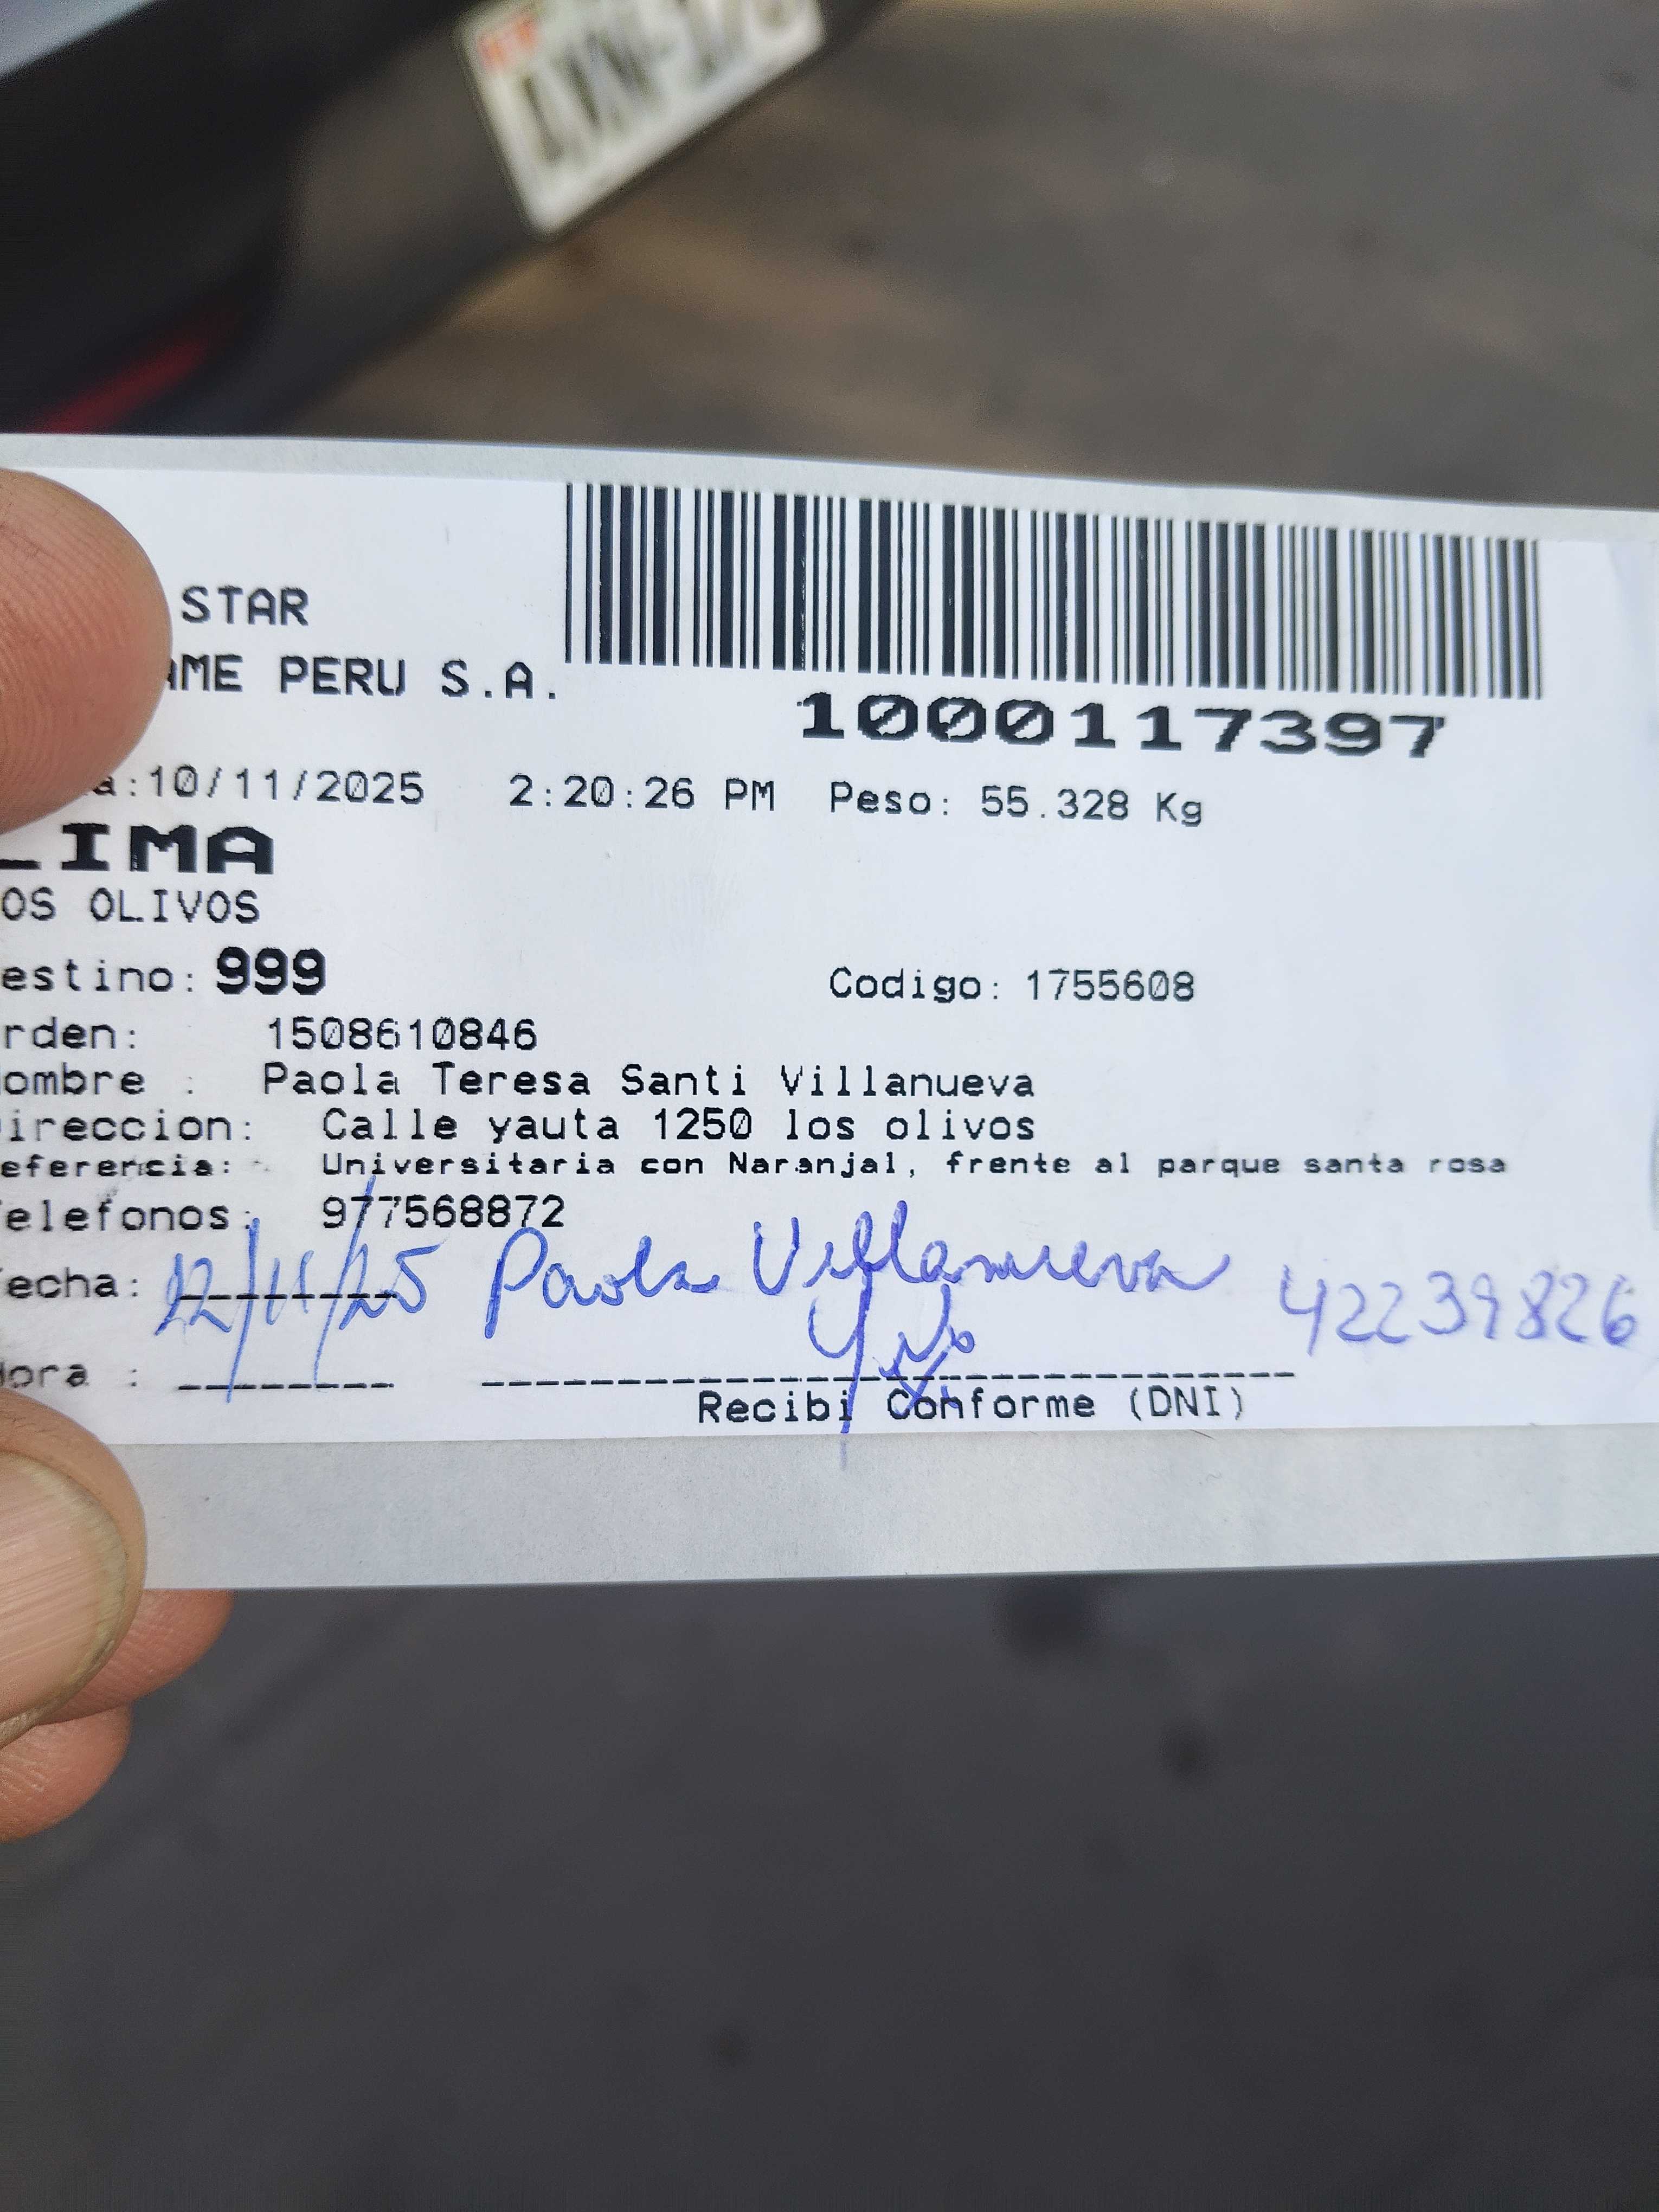 STAR
AME PERU S.A.
1000117397
a:10/11/2025 2:20:26 PM Peso: 55.328 Kg
LIMA
OS OLIVOS
estino: 999 Codigo: 1755608
rden: 1508610846
ombre : Paola Teresa Santi Villanueva
ireccion: Calle yauta 1250 los olivos
eferencia: Universitaria con Naranjal, frente al parque santa rosa
elefonos: 977568872
echa: 12/11/25 Paola Villanueva 42239826
ora :
Recibi Conforme (DNI)